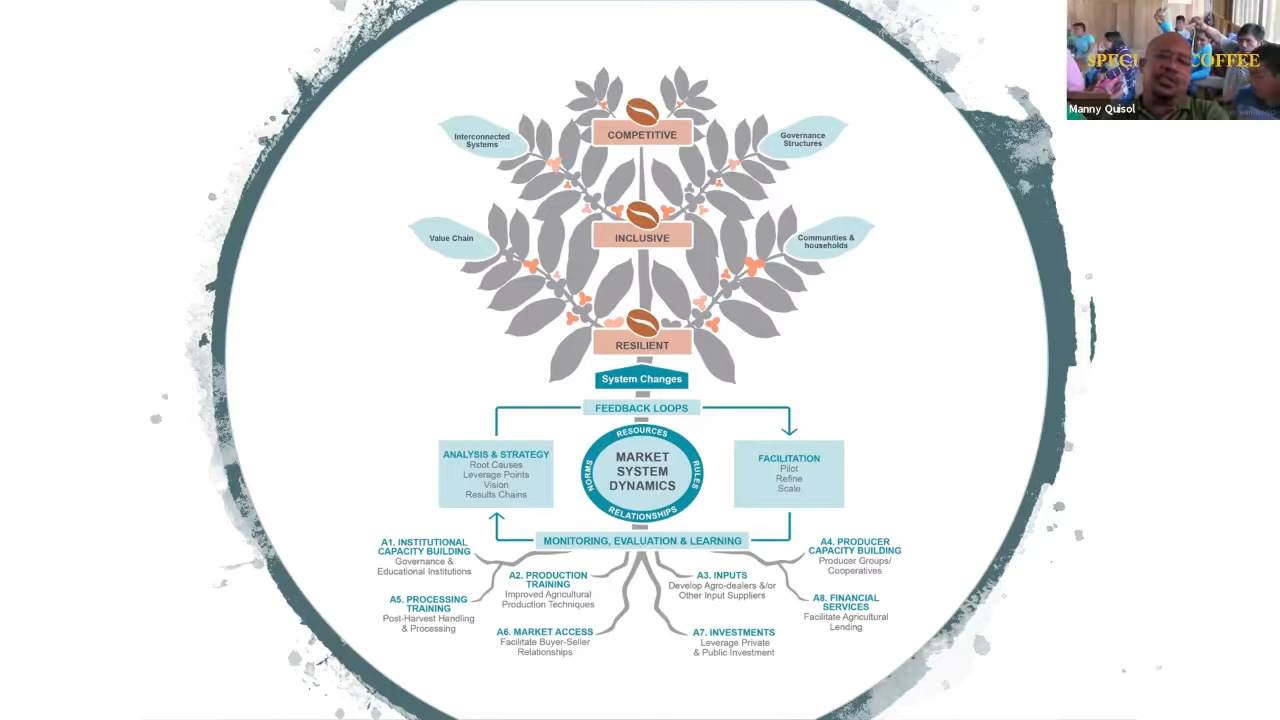 SPECI COFFEE
Manny Quisol
COMPETITIVE
Interconnected
Systems
Governance
Structures
INCLUSIVE
Value Chain
Communities &
households
RESILIENT
System Changes
FEEDBACK LOOPS
ANALYSIS & STRATEGY
Root Causes
Leverage Points
Vision
Results Chains
RESOURCES
NORMS
RULES
RELATIONSHIPS
MARKET
SYSTEM
DYNAMICS
FACILITATION
Pilot
Refine
Scale
MONITORING, EVALUATION & LEARNING
A1. INSTITUTIONAL
CAPACITY BUILDING
Governance &
Educational Institutions
A2. PRODUCTION
TRAINING
Improved Agricultural
Production Techniques
A3. INPUTS
Develop Agro-dealers &/or
Other Input Suppliers
A4. PRODUCER
CAPACITY BUILDING
Producer Groups/
Cooperatives
A5. PROCESSING
TRAINING
Post-Harvest Handling
& Processing
A6. MARKET ACCESS
Facilitate Buyer-Seller
Relationships
A7. INVESTMENTS
Leverage Private
& Public Investment
A8. FINANCIAL
SERVICES
Facilitate Agricultural
Lending